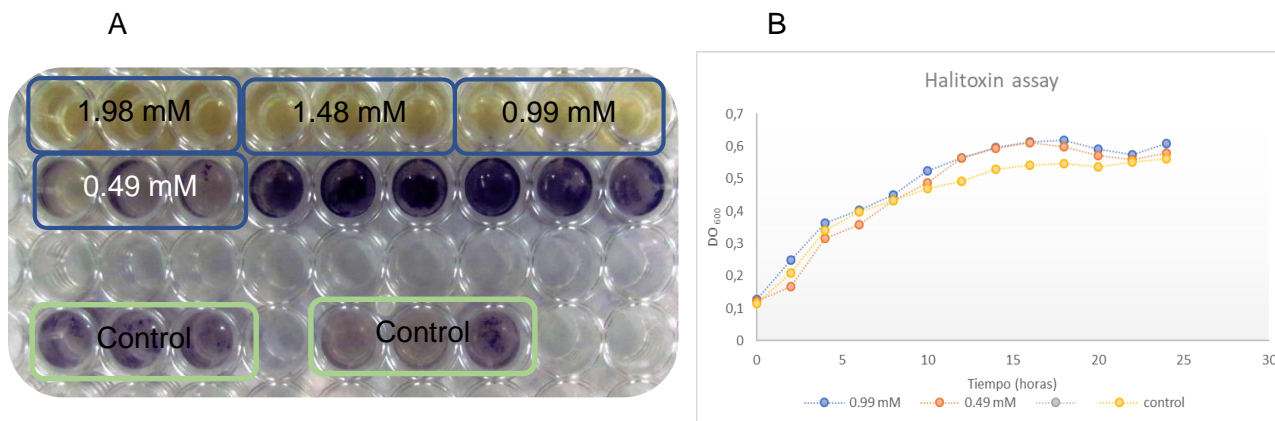 A
B
1.98 mM
1.48 mM
0.99 mM
0.49 mM
Control
Control
Halitoxin assay
0,7
0,6
0,5
0,4
0,3
0,2
0,1
0
DO600
0
5
10
15
20
25
30
Tiempo (horas)
0.99 mM
0.49 mM
control